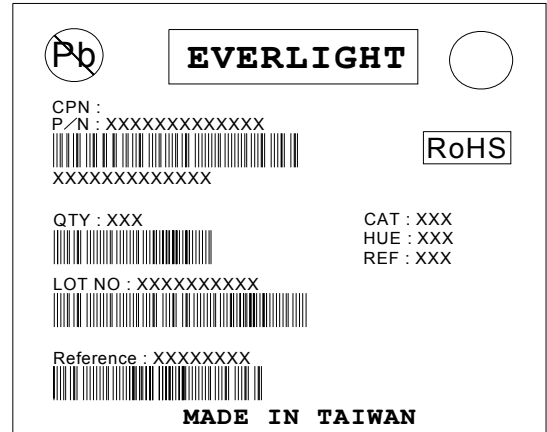 Pb
EVERLIGHT
CPN :
P/N : XXXXXXXXXXXXX
RoHS
XXXXXXXXXXXXX
QTY : XXX
CAT : XXX
HUE : XXX
REF : XXX
LOT NO : XXXXXXXXXX
Reference : XXXXXXXX
MADE IN TAIWAN